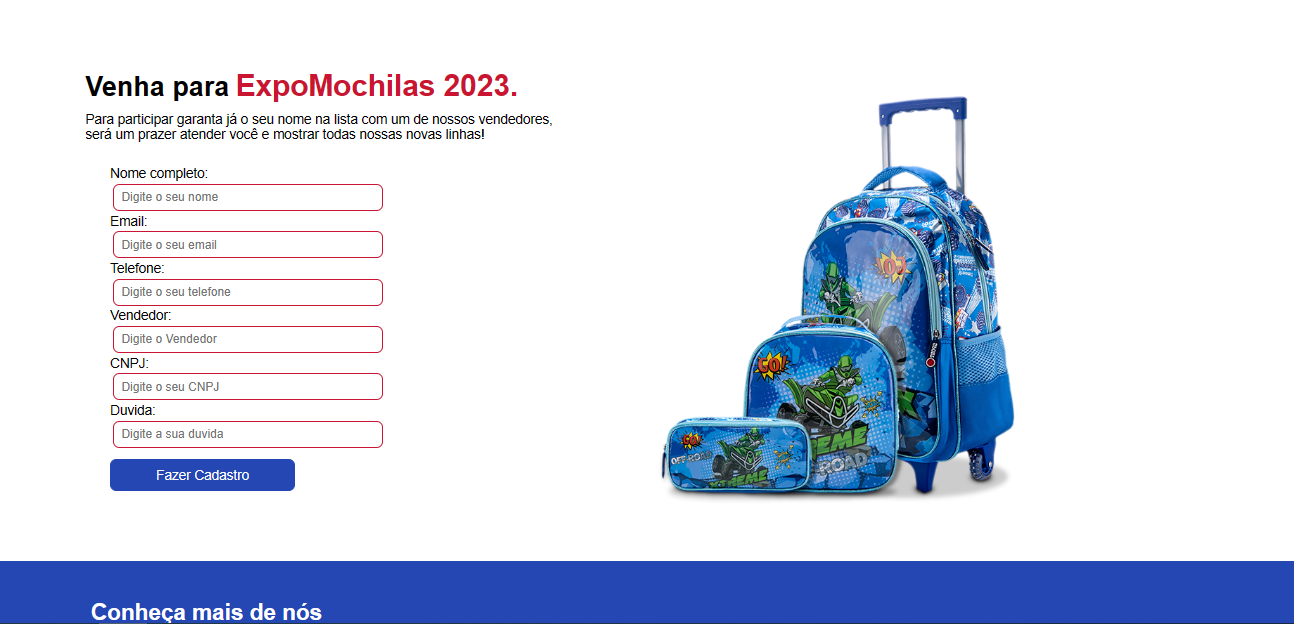 Venha para ExpoMochilas 2023.
Para participar garanta já o seu nome na lista com um de nossos vendedores,
será um prazer atender você e mostrar todas nossas novas linhas!
Nome completo:
Digite o seu nome
Email:
Digite o seu email
Telefone:
Digite o seu telefone
Vendedor:
Digite o Vendedor
CNPJ:
Digite o seu CNPJ
Duvida:
Digite a sua duvida
Fazer Cadastro
GO!
GO!
XTREME
ROAD
GO!
OFF ROAD
XTREME
Conheça mais de nós